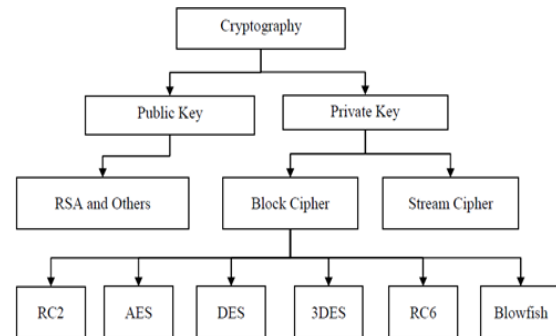 Cryptography
Public Key
Private Key
RSA and Others
Block Cipher
Stream Cipher
RC2
AES
DES
3DES
RC6
Blowfish